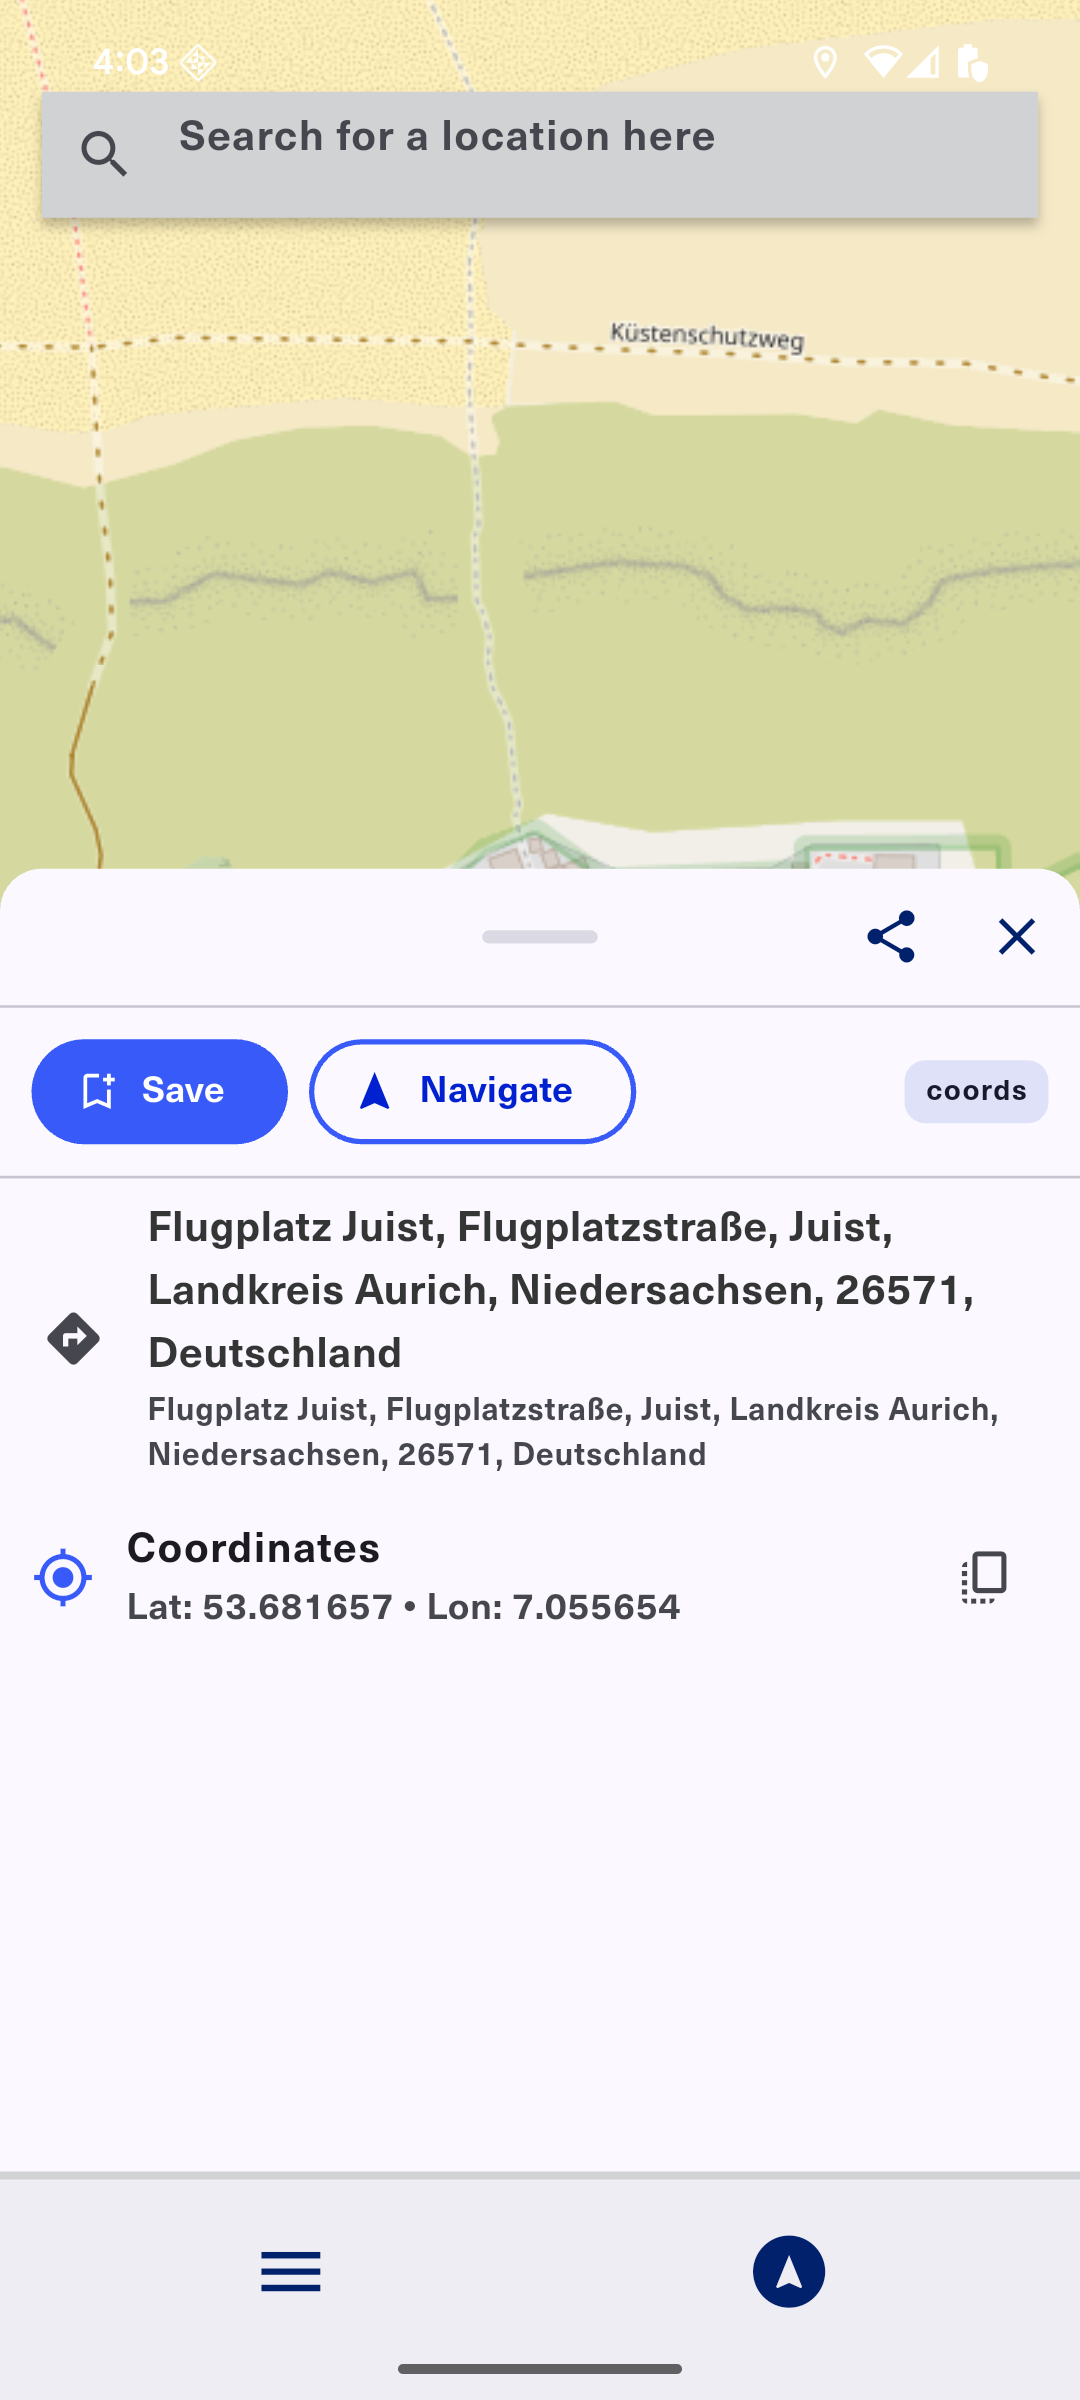 4:03
Search for a location here
Küstenschutzweg
Save
Navigate
coords
Flugplatz Juist, Flugplatzstraße, Juist,
Landkreis Aurich, Niedersachsen, 26571,
Deutschland
Flugplatz Juist, Flugplatzstraße, Juist, Landkreis Aurich,
Niedersachsen, 26571, Deutschland
Coordinates
Lat: 53.681657 • Lon: 7.055654